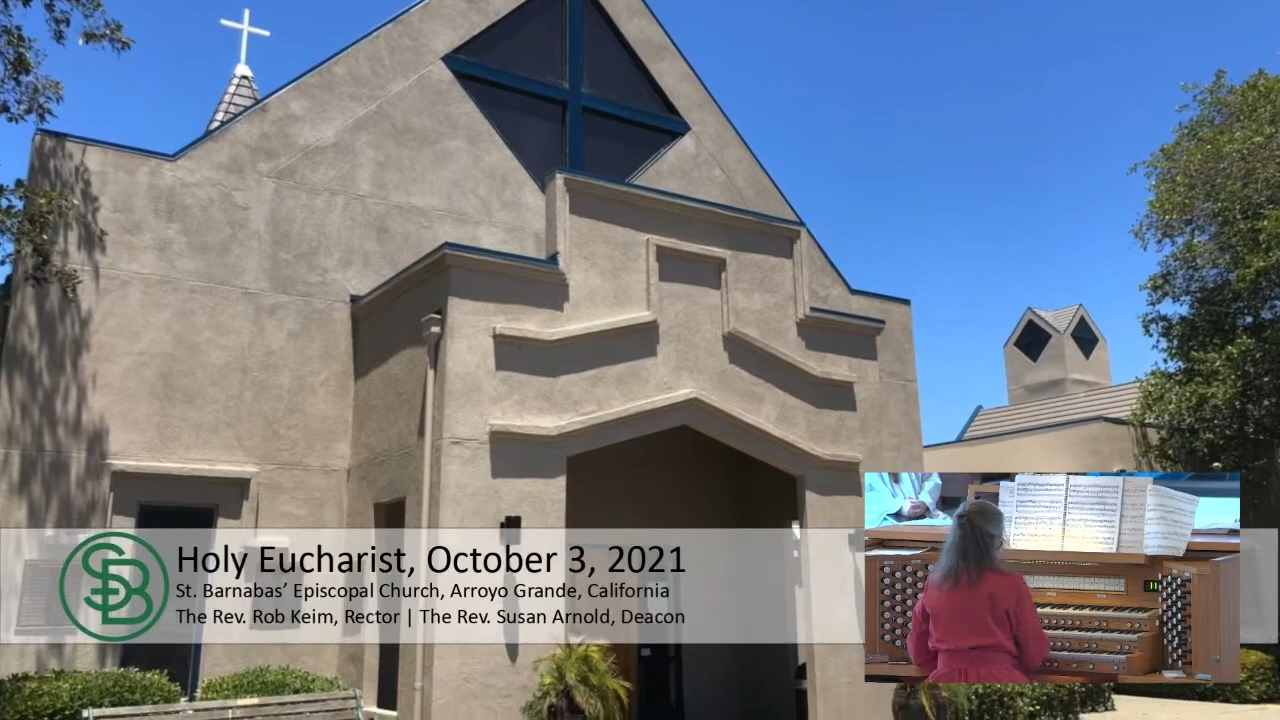 Holy Eucharist, October 3, 2021
St. Barnabas’ Episcopal Church, Arroyo Grande, California
The Rev. Rob Keim, Rector | The Rev. Susan Arnold, Deacon
SB